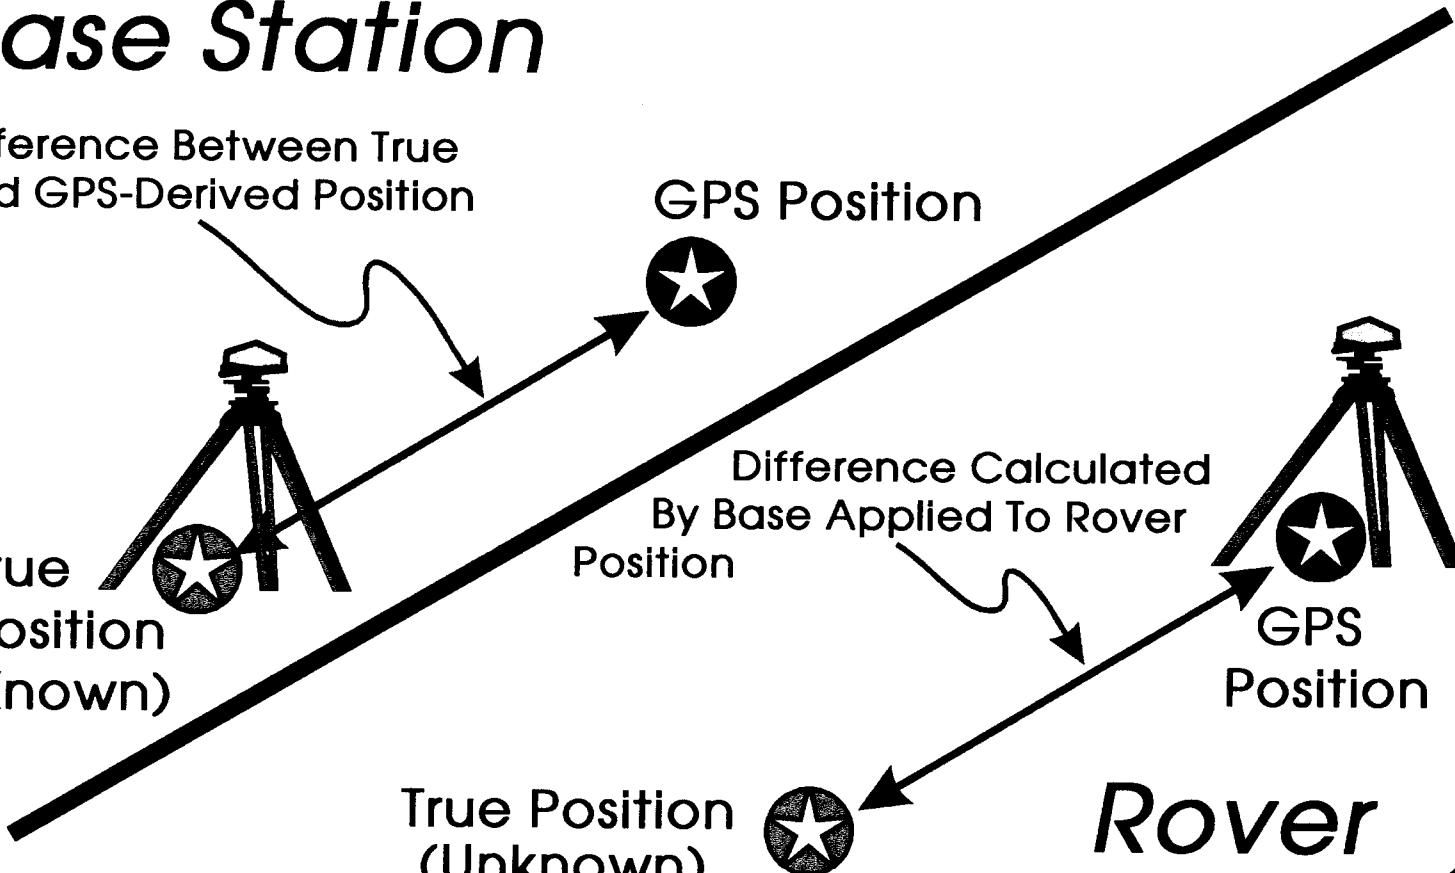 ase Station
ference Between True
d GPS-Derived Position
GPS Position
Difference Calculated
By Base Applied To Rover
Position
rue
osition
nown)
GPS
Position
True Position
(Unknown)
Rover